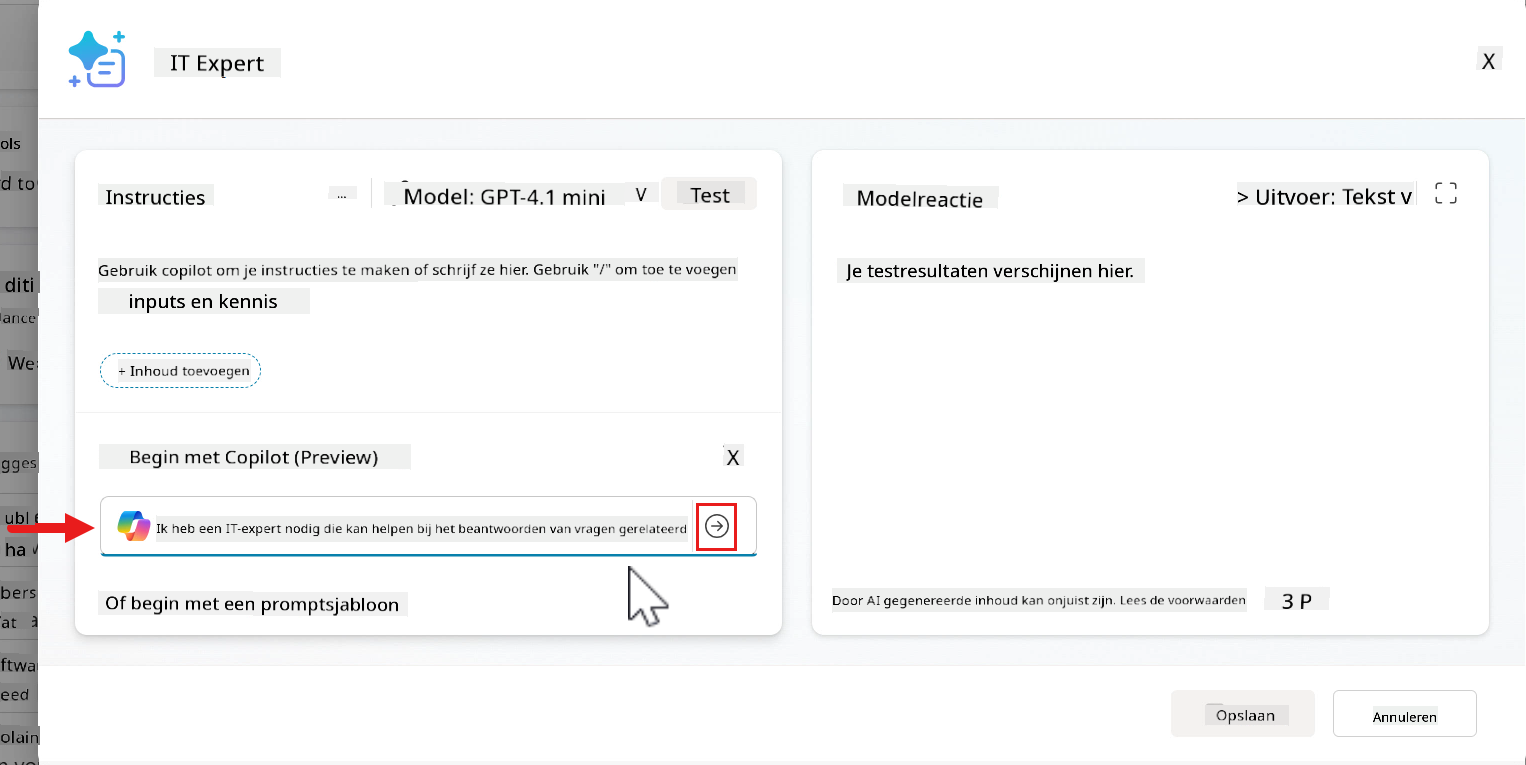 IT Expert
X
Instructies
...
Model: GPT-4.1 mini
V
Test
Gebruik copilot om je instructies te maken of schrijf ze hier. Gebruik "/" om toe te voegen
inputs en kennis
+ Inhoud toevoegen
Begin met Copilot (Preview)
X
Ik heb een IT-expert nodig die kan helpen bij het beantwoorden van vragen gerelateerd
Of begin met een promptsjabloon
Modelreactie
> Uitvoer: Tekst v
Je testresultaten verschijnen hier.
Door AI gegenereerde inhoud kan onjuist zijn. Lees de voorwaarden
3 P
Opslaan
Annuleren
ols
d to
diti
We
gges
ubl
ha
bers
at
ftwa
eed
olain